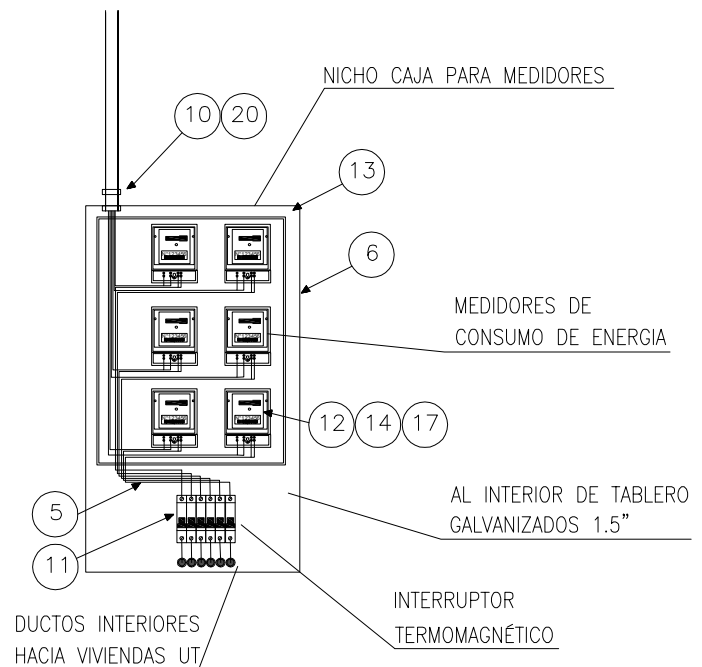 NICHO CAJA PARA MEDIDORES
10 20
13
6
MEDIDORES DE
CONSUMO DE ENERGIA
12 14 17
AL INTERIOR DE TABLERO
GALVANIZADOS 1.5"
5
11
INTERRUPTOR
TERMOMAGNÉTICO
DUCTOS INTERIORES
HACIA VIVIENDAS UT